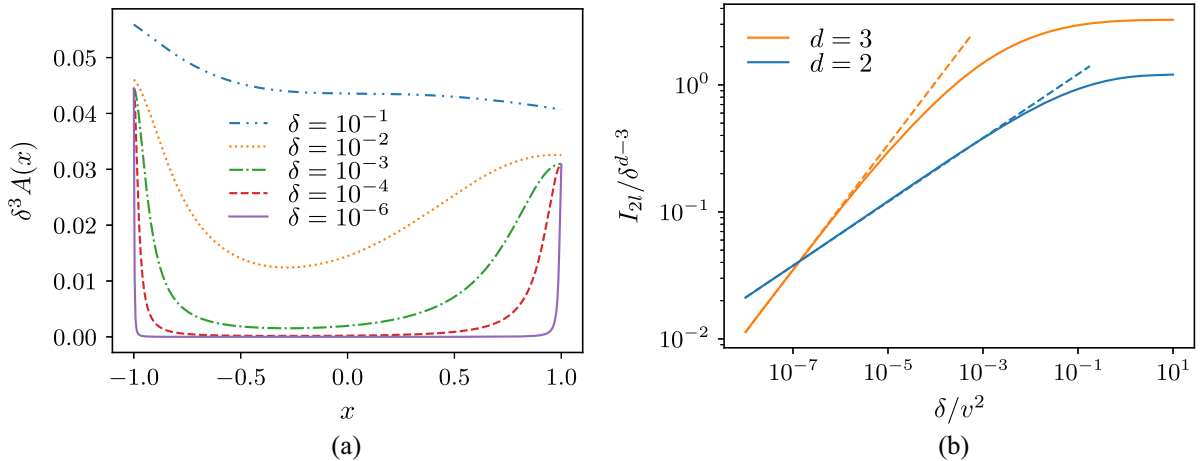 0.05
0.04
0.03
0.02
0.01
0.00
δ³ A(x)
δ = 10⁻¹
δ = 10⁻²
δ = 10⁻³
δ = 10⁻⁴
δ = 10⁻⁶
−1.0 −0.5 0.0 0.5 1.0
x
(a)
10⁰
10⁻¹
10⁻²
I₂ₗ/δᵈ⁻³
d = 3
d = 2
10⁻⁷ 10⁻⁵ 10⁻³ 10⁻¹ 10¹
δ/v²
(b)